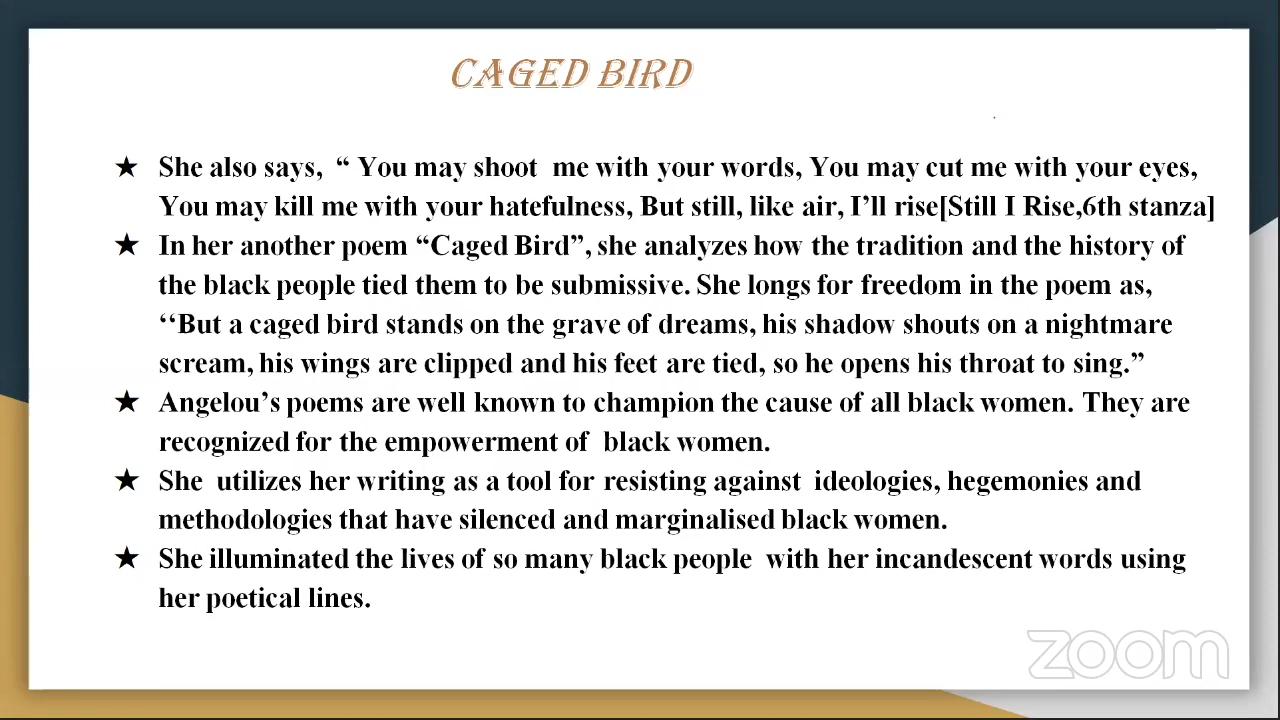 CAGED BIRD
★ She also says, “ You may shoot me with your words, You may cut me with your eyes,
You may kill me with your hatefulness, But still, like air, I’ll rise[Still I Rise,6th stanza]
★ In her another poem “Caged Bird”, she analyzes how the tradition and the history of
the black people tied them to be submissive. She longs for freedom in the poem as,
‘‘But a caged bird stands on the grave of dreams, his shadow shouts on a nightmare
scream, his wings are clipped and his feet are tied, so he opens his throat to sing.”
★ Angelou’s poems are well known to champion the cause of all black women. They are
recognized for the empowerment of black women.
★ She utilizes her writing as a tool for resisting against ideologies, hegemonies and
methodologies that have silenced and marginalised black women.
★ She illuminated the lives of so many black people with her incandescent words using
her poetical lines.
zoom